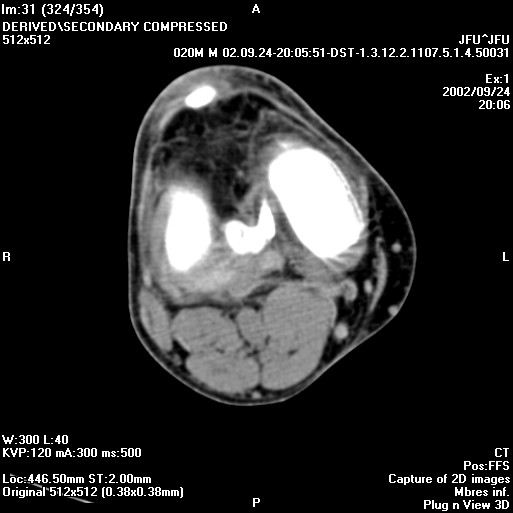 Im:31 (324/354)
A
DERIVED\SECONDARY COMPRESSED
512x512
JFU^JFU
020M M 02.09.24-20:05:51-DST-1.3.12.2.1107.5.1.4.50031
Ex:1
2002/09/24
20:06
R
L
W:300 L:40
KVP:120 mA:300 ms:500
CT
Pos:FFS
Loc:446.50mm ST:2.00mm
Capture of 2D images
Original 512x512 (0.38x0.38mm)
Mbres inf.
P
Plug n View 3D